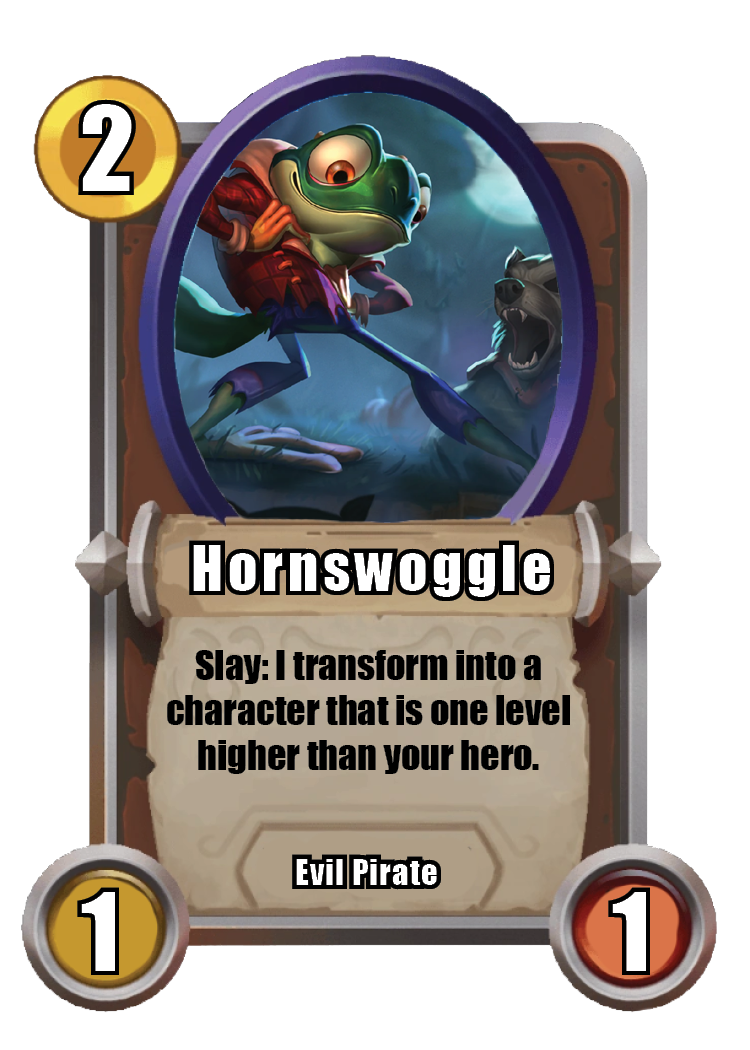 2
Hornswoggle
Slay: I transform into a
character that is one level
higher than your hero.
Evil Pirate
1
1